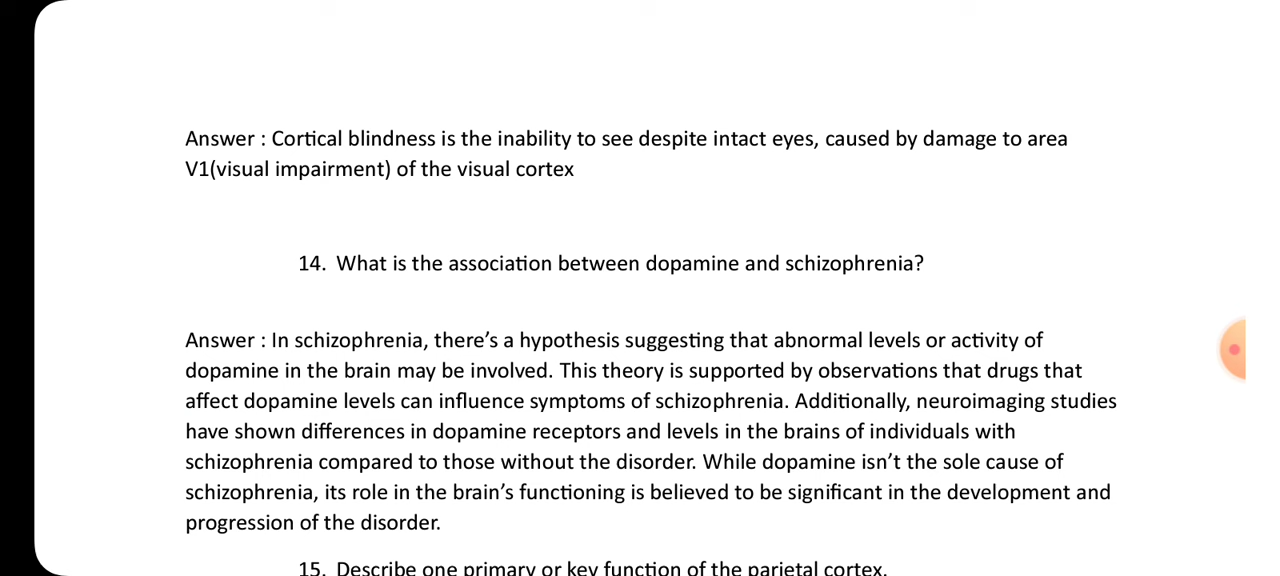 Answer : Cortical blindness is the inability to see despite intact eyes, caused by damage to area
V1(visual impairment) of the visual cortex
14. What is the association between dopamine and schizophrenia?
Answer : In schizophrenia, there’s a hypothesis suggesting that abnormal levels or activity of
dopamine in the brain may be involved. This theory is supported by observations that drugs that
affect dopamine levels can influence symptoms of schizophrenia. Additionally, neuroimaging studies
have shown differences in dopamine receptors and levels in the brains of individuals with
schizophrenia compared to those without the disorder. While dopamine isn’t the sole cause of
schizophrenia, its role in the brain’s functioning is believed to be significant in the development and
progression of the disorder.
15. Describe one primary or key function of the parietal cortex.